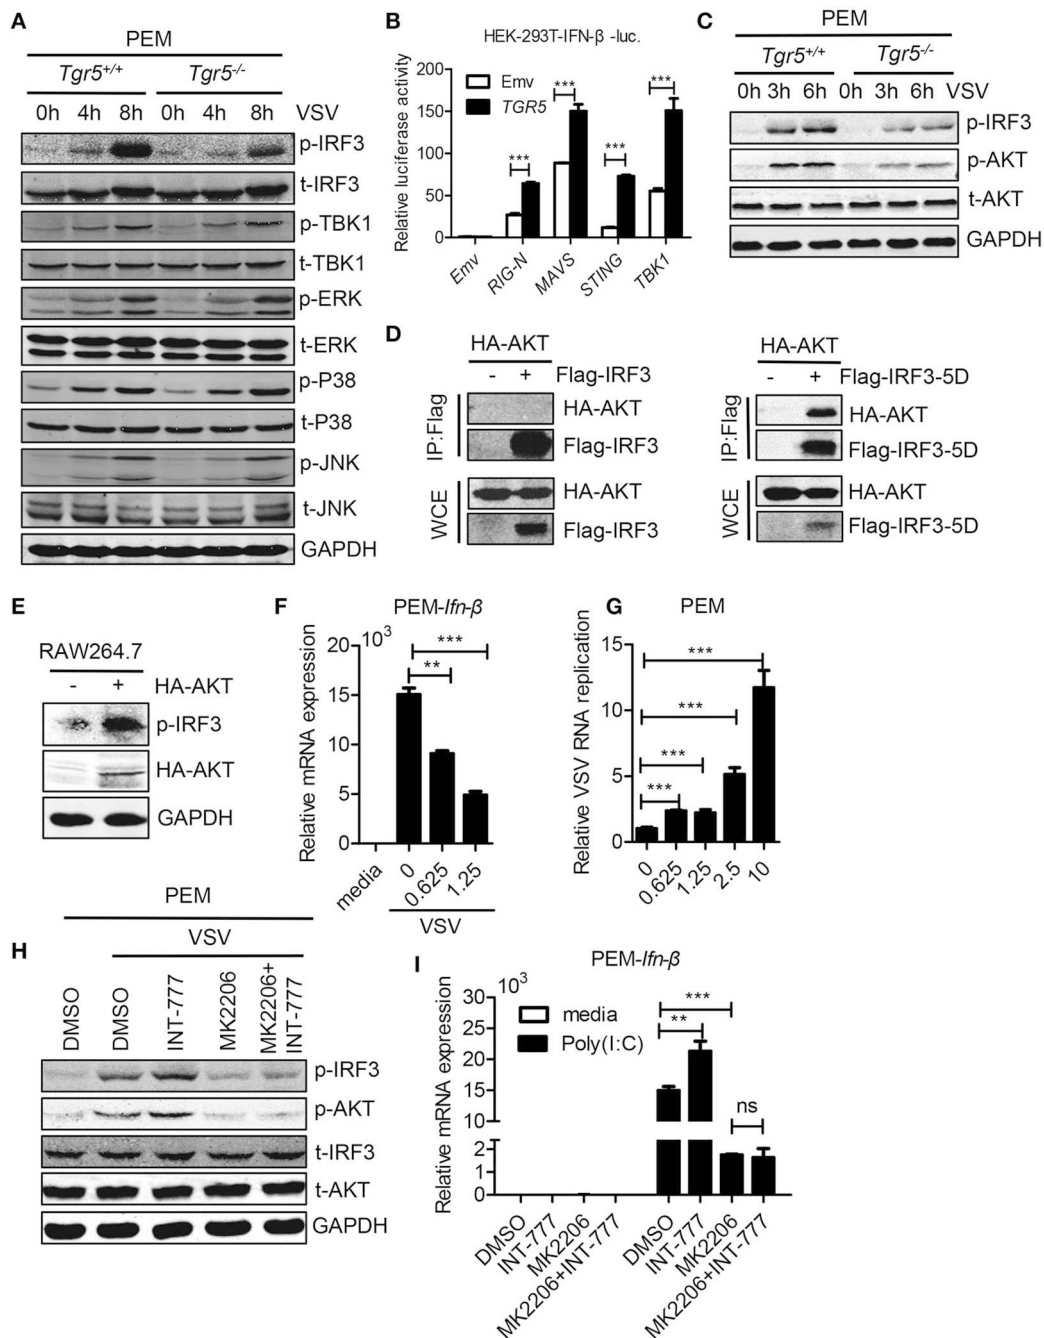 A
PEM
Tgr5+/+ Tgr5-/-
0h 4h 8h 0h 4h 8h VSV
p-IRF3
t-IRF3
p-TBK1
t-TBK1
p-ERK
t-ERK
p-P38
t-P38
p-JNK
t-JNK
GAPDH
B
HEK-293T-IFN-β -luc.
Relative luciferase activity
200
150
100
50
0
Emv
TGR5
***
***
***
***
Emv RIG-N MAVS STING TBK1
C
PEM
Tgr5+/+ Tgr5-/-
0h 3h 6h 0h 3h 6h VSV
p-IRF3
p-AKT
t-AKT
GAPDH
D
HA-AKT
- + Flag-IRF3
IP:Flag
HA-AKT
Flag-IRF3
WCE
HA-AKT
Flag-IRF3
HA-AKT
- + Flag-IRF3-5D
IP:Flag
HA-AKT
Flag-IRF3-5D
WCE
HA-AKT
Flag-IRF3-5D
E
RAW264.7
- + HA-AKT
p-IRF3
HA-AKT
GAPDH
F
PEM-Ifn-β
Relative mRNA expression
10³
20
15
10
5
0
***
**
media 0 0.625 1.25
VSV
G
PEM
Relative VSV RNA replication
15
10
5
0
***
***
***
***
0 0.625 1.25 2.5 10
H
PEM
VSV
DMSO DMSO INT-777 MK2206 MK2206+
INT-777
p-IRF3
p-AKT
t-IRF3
t-AKT
GAPDH
I
PEM-Ifn-β
Relative mRNA expression
10³
30
25
20
15
10
2
1
0
media
Poly(I:C)
***
**
ns
DMSO INT-777 MK2206 MK2206+INT-777 DMSO INT-777 MK2206 MK2206+INT-777